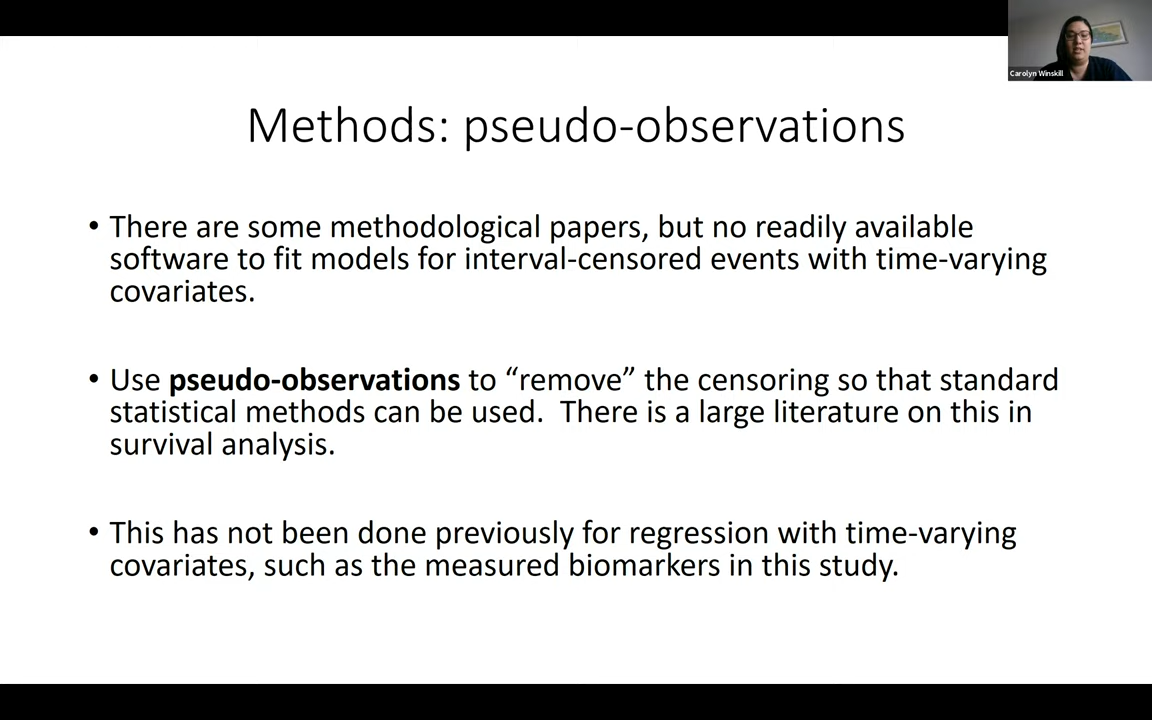 Carolyn Winskill
Methods: pseudo-observations
• There are some methodological papers, but no readily available
software to fit models for interval-censored events with time-varying
covariates.
• Use pseudo-observations to “remove” the censoring so that standard
statistical methods can be used.  There is a large literature on this in
survival analysis.
• This has not been done previously for regression with time-varying
covariates, such as the measured biomarkers in this study.